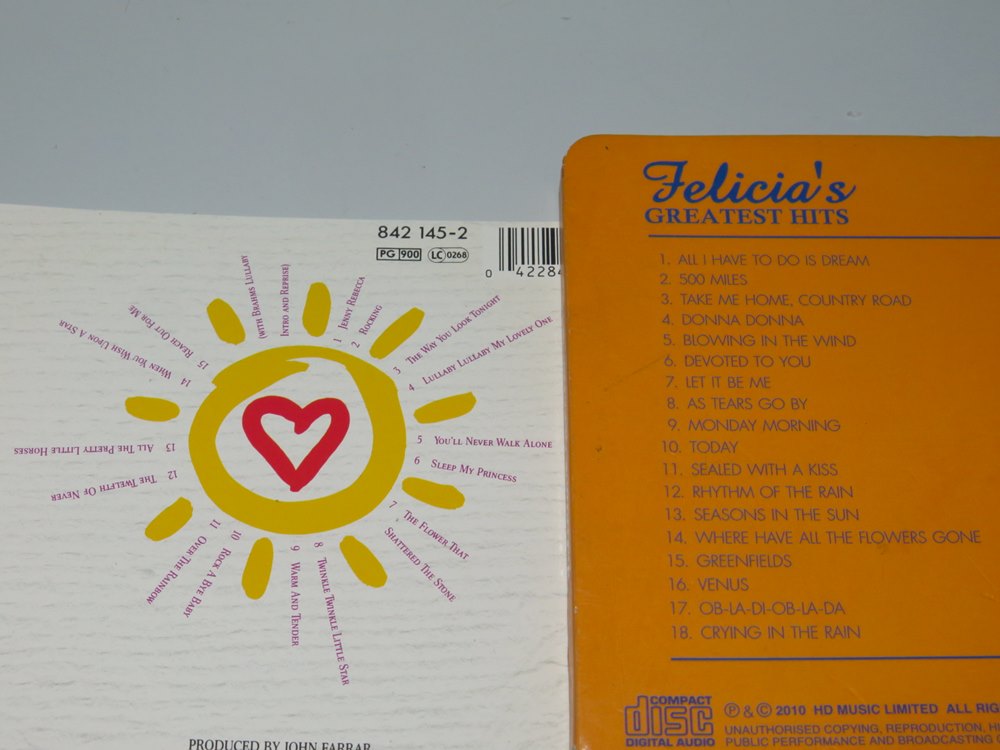 842 145-2
PG 900 LC 0268
0 42284
1 JENNY REBECCA
2 ROCKING
3 THE WAY YOU LOOK TONIGHT
4 LULLABY LULLABY MY LOVELY ONE
5 YOU'LL NEVER WALK ALONE
6 SLEEP MY PRINCESS
7 THE FLOWER THAT
SHATTERED THE STONE
8 TWINKLE TWINKLE LITTLE STAR
9 WARM AND TENDER
10 ROCK A BYE BABY
11 OVER THE RAINBOW
12 THE TWELFTH OF NEVER
13 ALL THE PRETTY LITTLE HORSES
14 WHEN YOU WISH UPON A STAR
15 REACH OUT FOR ME
(WITH BRAHMS LULLABY
INTRO AND REPRISE)
PRODUCED BY JOHN FARRAR
Felicia's
GREATEST HITS
1. ALL I HAVE TO DO IS DREAM
2. 500 MILES
3. TAKE ME HOME, COUNTRY ROAD
4. DONNA DONNA
5. BLOWING IN THE WIND
6. DEVOTED TO YOU
7. LET IT BE ME
8. AS TEARS GO BY
9. MONDAY MORNING
10. TODAY
11. SEALED WITH A KISS
12. RHYTHM OF THE RAIN
13. SEASONS IN THE SUN
14. WHERE HAVE ALL THE FLOWERS GONE
15. GREENFIELDS
16. VENUS
17. OB-LA-DI-OB-LA-DA
18. CRYING IN THE RAIN
COMPACT
disc
DIGITAL AUDIO
℗ & © 2010 HD MUSIC LIMITED ALL RIG
UNAUTHORISED COPYING, REPRODUCTION, HI
PUBLIC PERFORMANCE AND BROADCASTING